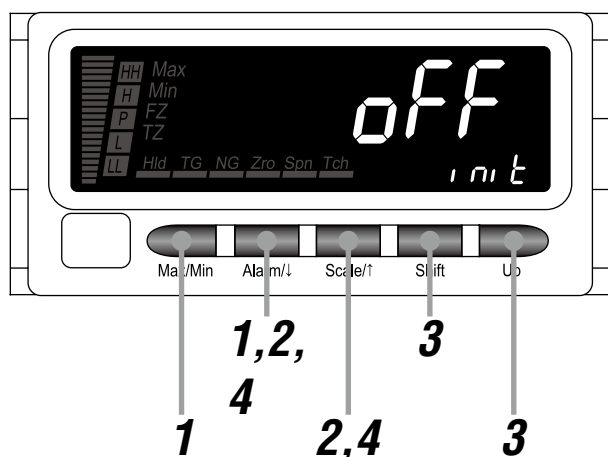 HH Max
H Min
P FZ
L TZ
LL Hld TG NG Zro Spn Tch
oFF
init
Max/Min Alarm/↓ Scale/↑ Shift Up
1,2,
4
3
1
2,4
3